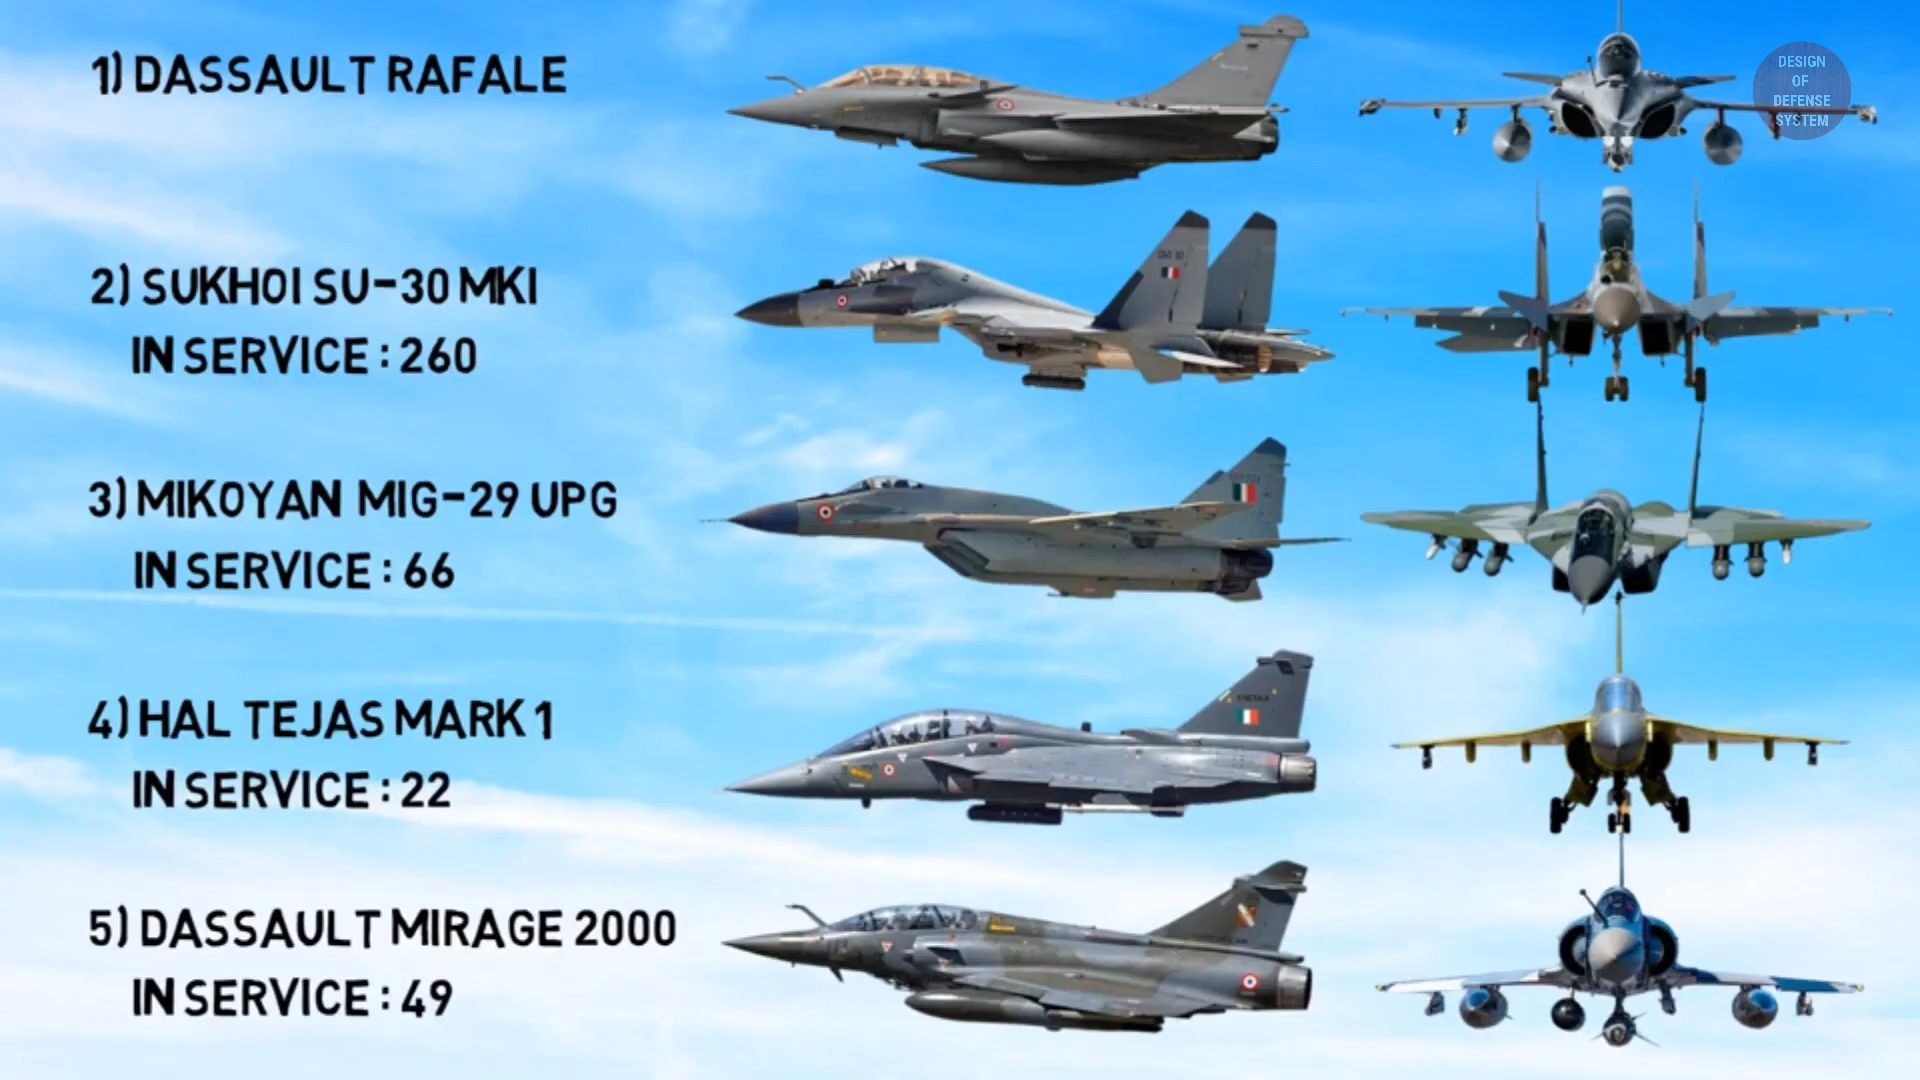 1) DASSAULT RAFALE
DESIGN
OF
DEFENSE
SYSTEM
2) SUKHOI SU-30 MKI
IN SERVICE : 260
3) MIKOYAN MIG-29 UPG
IN SERVICE : 66
4) HAL TEJAS MARK 1
IN SERVICE : 22
5) DASSAULT MIRAGE 2000
IN SERVICE : 49